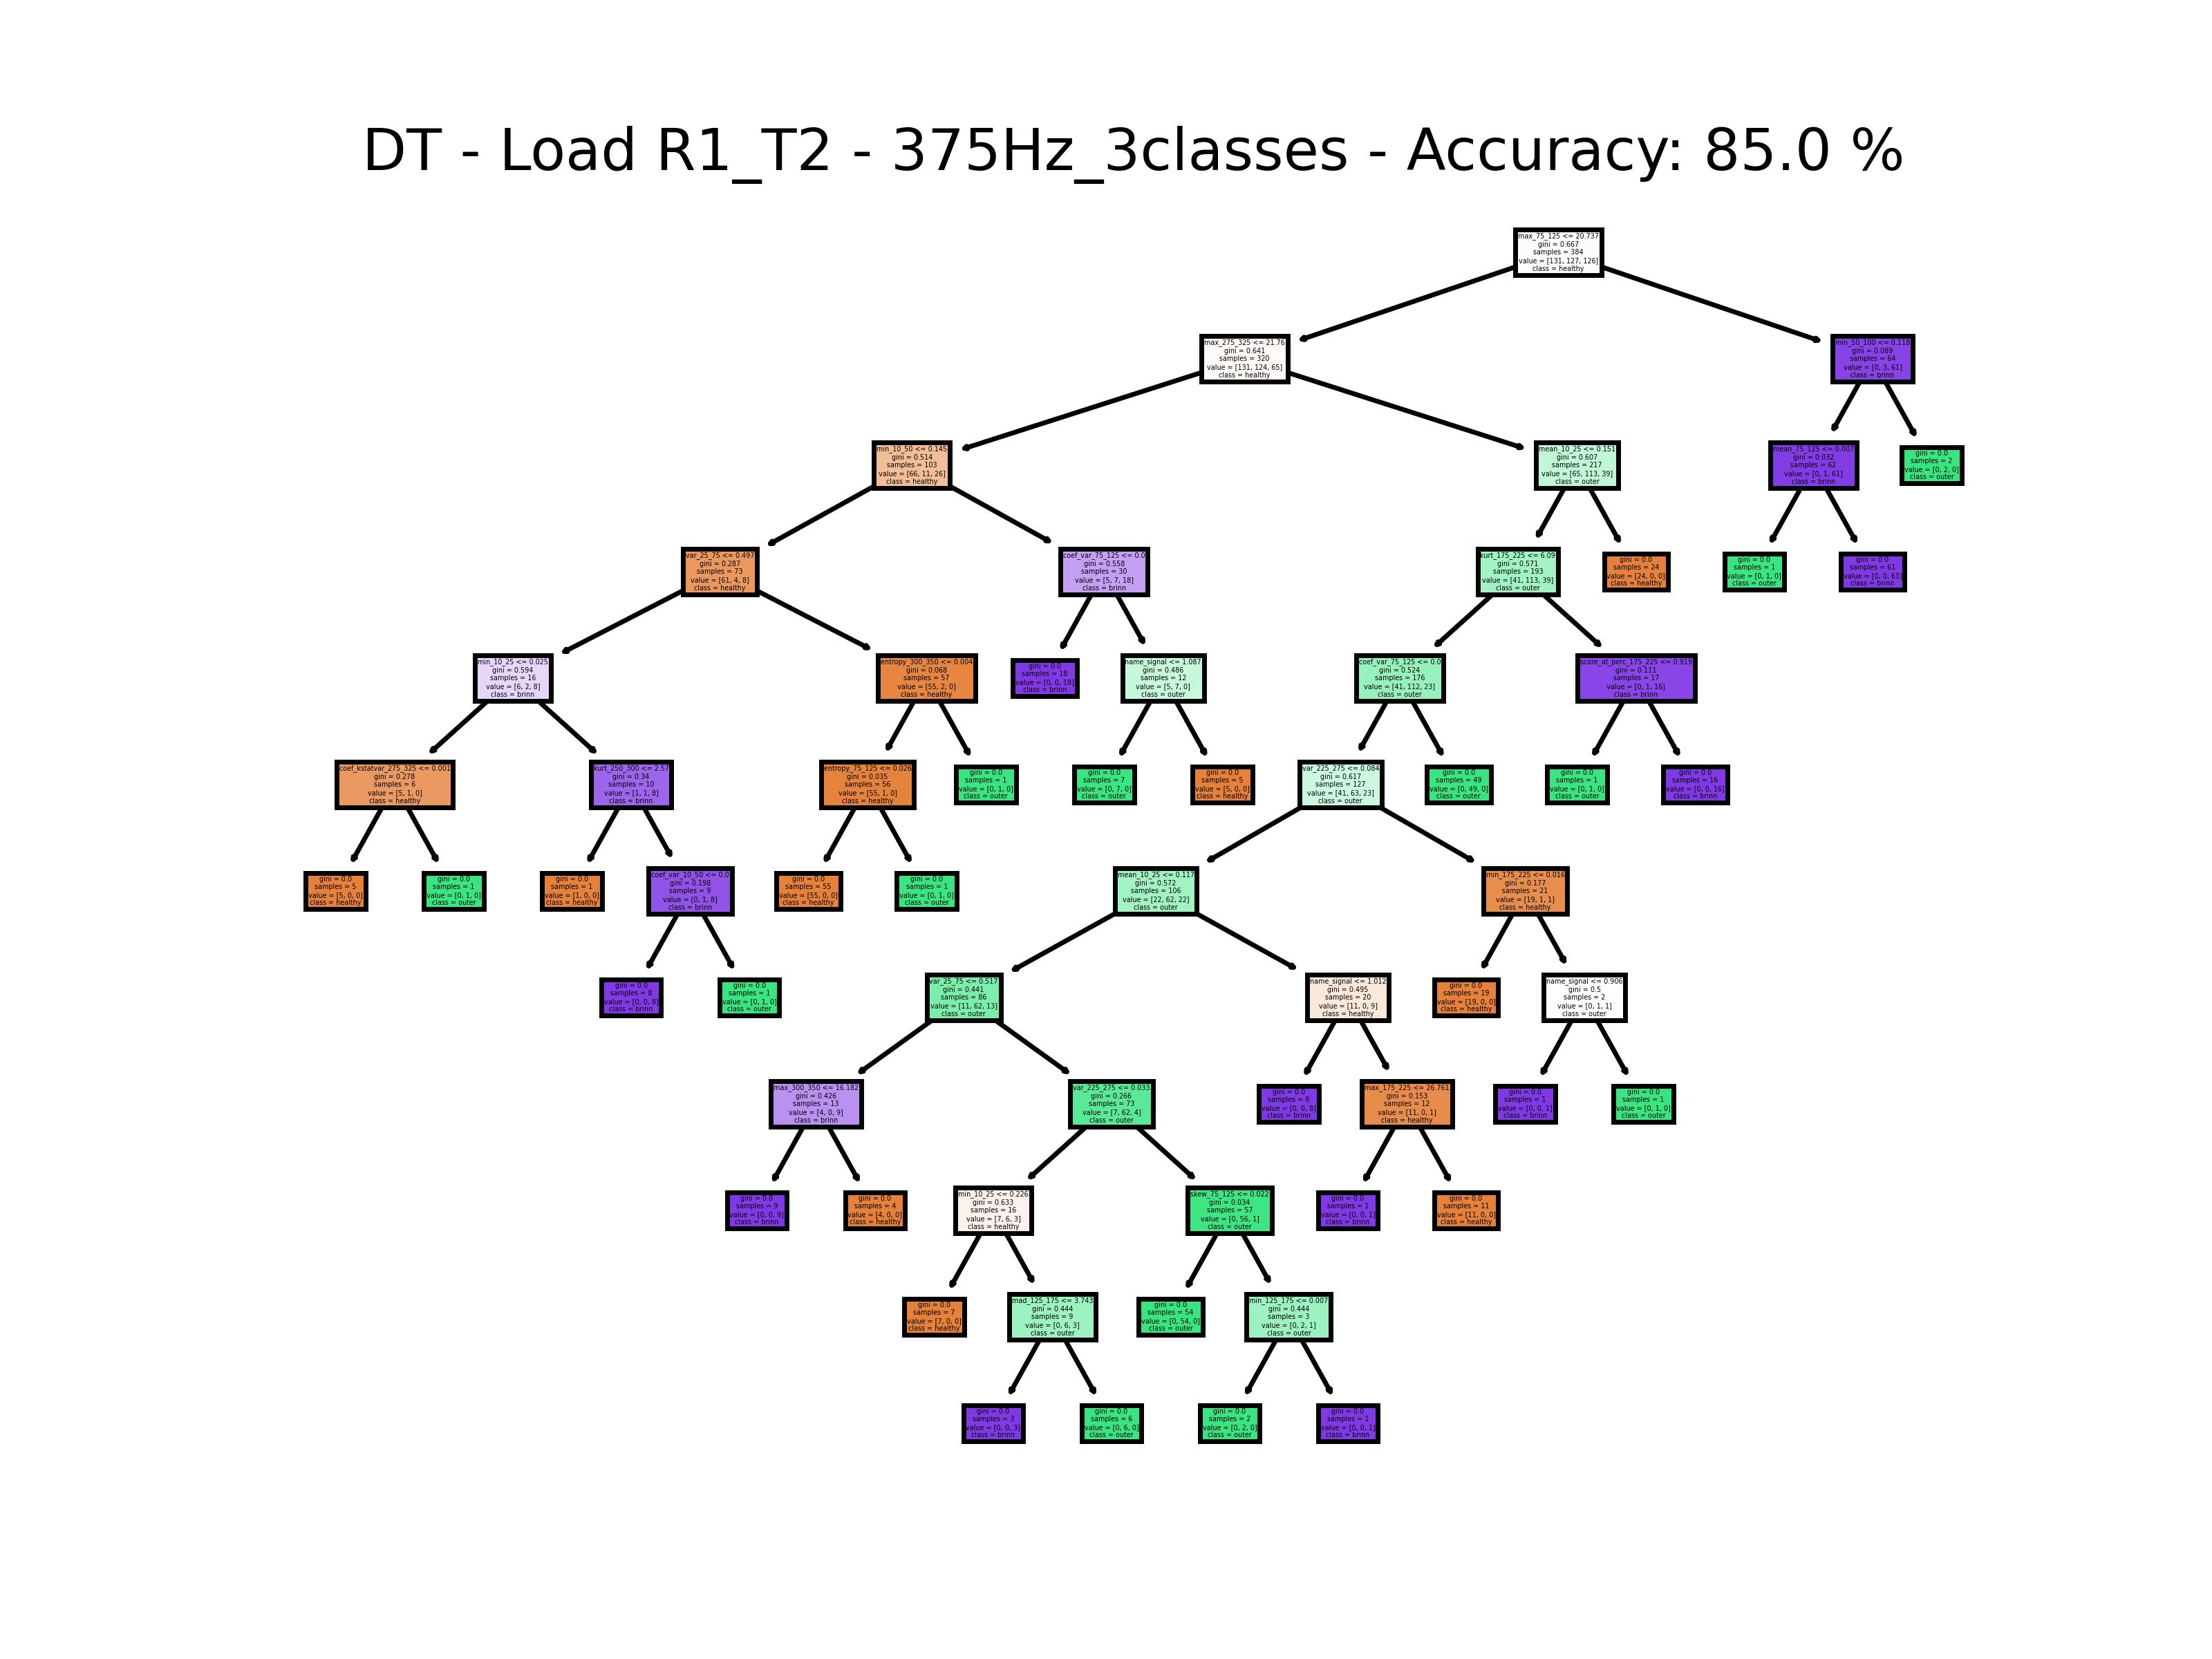 DT - Load R1_T2 - 375Hz_3classes - Accuracy: 85.0 %
max_75_125 <= 20.737
gini = 0.667
samples = 384
value = [131, 127, 126]
class = healthy
max_275_325 <= 21.76
gini = 0.641
samples = 320
value = [131, 124, 65]
class = healthy
min_50_100 <= 0.118
gini = 0.089
samples = 64
value = [0, 3, 61]
class = brinn
min_10_50 <= 0.145
gini = 0.514
samples = 103
value = [66, 11, 26]
class = healthy
mean_10_25 <= 0.151
gini = 0.607
samples = 217
value = [65, 113, 39]
class = outer
mean_75_125 <= 0.007
gini = 0.032
samples = 62
value = [0, 1, 61]
class = brinn
gini = 0.0
samples = 2
value = [0, 2, 0]
class = outer
var_25_75 <= 0.497
gini = 0.287
samples = 73
value = [61, 4, 8]
class = healthy
coef_var_75_125 <= 0.0
gini = 0.558
samples = 30
value = [5, 7, 18]
class = brinn
kurt_175_225 <= 6.09
gini = 0.571
samples = 193
value = [41, 113, 39]
class = outer
gini = 0.0
samples = 24
value = [24, 0, 0]
class = healthy
gini = 0.0
samples = 1
value = [0, 1, 0]
class = outer
gini = 0.0
samples = 61
value = [0, 0, 61]
class = brinn
min_10_25 <= 0.025
gini = 0.594
samples = 16
value = [6, 2, 8]
class = brinn
entropy_300_350 <= 0.004
gini = 0.068
samples = 57
value = [55, 2, 0]
class = healthy
gini = 0.0
samples = 18
value = [0, 0, 18]
class = brinn
name_signal <= 1.087
gini = 0.486
samples = 12
value = [5, 7, 0]
class = outer
coef_var_75_125 <= 0.0
gini = 0.524
samples = 176
value = [41, 112, 23]
class = outer
score_at_perc_175_225 <= 0.919
gini = 0.111
samples = 17
value = [0, 1, 16]
class = brinn
coef_kstatvar_275_325 <= 0.001
gini = 0.278
samples = 6
value = [5, 1, 0]
class = healthy
kurt_250_300 <= 2.57
gini = 0.34
samples = 10
value = [1, 1, 8]
class = brinn
entropy_75_125 <= 0.026
gini = 0.035
samples = 56
value = [55, 1, 0]
class = healthy
gini = 0.0
samples = 1
value = [0, 1, 0]
class = outer
gini = 0.0
samples = 7
value = [0, 7, 0]
class = outer
gini = 0.0
samples = 5
value = [5, 0, 0]
class = healthy
var_225_275 <= 0.084
gini = 0.617
samples = 127
value = [41, 63, 23]
class = outer
gini = 0.0
samples = 49
value = [0, 49, 0]
class = outer
gini = 0.0
samples = 1
value = [0, 1, 0]
class = outer
gini = 0.0
samples = 16
value = [0, 0, 16]
class = brinn
gini = 0.0
samples = 5
value = [5, 0, 0]
class = healthy
gini = 0.0
samples = 1
value = [0, 1, 0]
class = outer
gini = 0.0
samples = 1
value = [1, 0, 0]
class = healthy
coef_var_10_50 <= 0.0
gini = 0.198
samples = 9
value = [0, 1, 8]
class = brinn
gini = 0.0
samples = 55
value = [55, 0, 0]
class = healthy
gini = 0.0
samples = 1
value = [0, 1, 0]
class = outer
mean_10_25 <= 0.117
gini = 0.572
samples = 106
value = [22, 62, 22]
class = outer
min_175_225 <= 0.016
gini = 0.177
samples = 21
value = [19, 1, 1]
class = healthy
gini = 0.0
samples = 8
value = [0, 0, 8]
class = brinn
gini = 0.0
samples = 1
value = [0, 1, 0]
class = outer
var_25_75 <= 0.517
gini = 0.441
samples = 86
value = [11, 62, 13]
class = outer
name_signal <= 1.012
gini = 0.495
samples = 20
value = [11, 0, 9]
class = healthy
gini = 0.0
samples = 19
value = [19, 0, 0]
class = healthy
name_signal <= 0.906
gini = 0.5
samples = 2
value = [0, 1, 1]
class = outer
max_300_350 <= 16.182
gini = 0.426
samples = 13
value = [4, 0, 9]
class = brinn
var_225_275 <= 0.033
gini = 0.266
samples = 73
value = [7, 62, 4]
class = outer
gini = 0.0
samples = 8
value = [0, 0, 8]
class = brinn
max_175_225 <= 26.761
gini = 0.153
samples = 12
value = [11, 0, 1]
class = healthy
gini = 0.0
samples = 1
value = [0, 0, 1]
class = brinn
gini = 0.0
samples = 1
value = [0, 1, 0]
class = outer
gini = 0.0
samples = 9
value = [0, 0, 9]
class = brinn
gini = 0.0
samples = 4
value = [4, 0, 0]
class = healthy
min_10_25 <= 0.226
gini = 0.633
samples = 16
value = [7, 6, 3]
class = healthy
skew_75_125 <= 0.022
gini = 0.034
samples = 57
value = [0, 56, 1]
class = outer
gini = 0.0
samples = 1
value = [0, 0, 1]
class = brinn
gini = 0.0
samples = 11
value = [11, 0, 0]
class = healthy
gini = 0.0
samples = 7
value = [7, 0, 0]
class = healthy
mad_125_175 <= 3.743
gini = 0.444
samples = 9
value = [0, 6, 3]
class = outer
gini = 0.0
samples = 54
value = [0, 54, 0]
class = outer
min_125_175 <= 0.007
gini = 0.444
samples = 3
value = [0, 2, 1]
class = outer
gini = 0.0
samples = 3
value = [0, 0, 3]
class = brinn
gini = 0.0
samples = 6
value = [0, 6, 0]
class = outer
gini = 0.0
samples = 2
value = [0, 2, 0]
class = outer
gini = 0.0
samples = 1
value = [0, 0, 1]
class = brinn